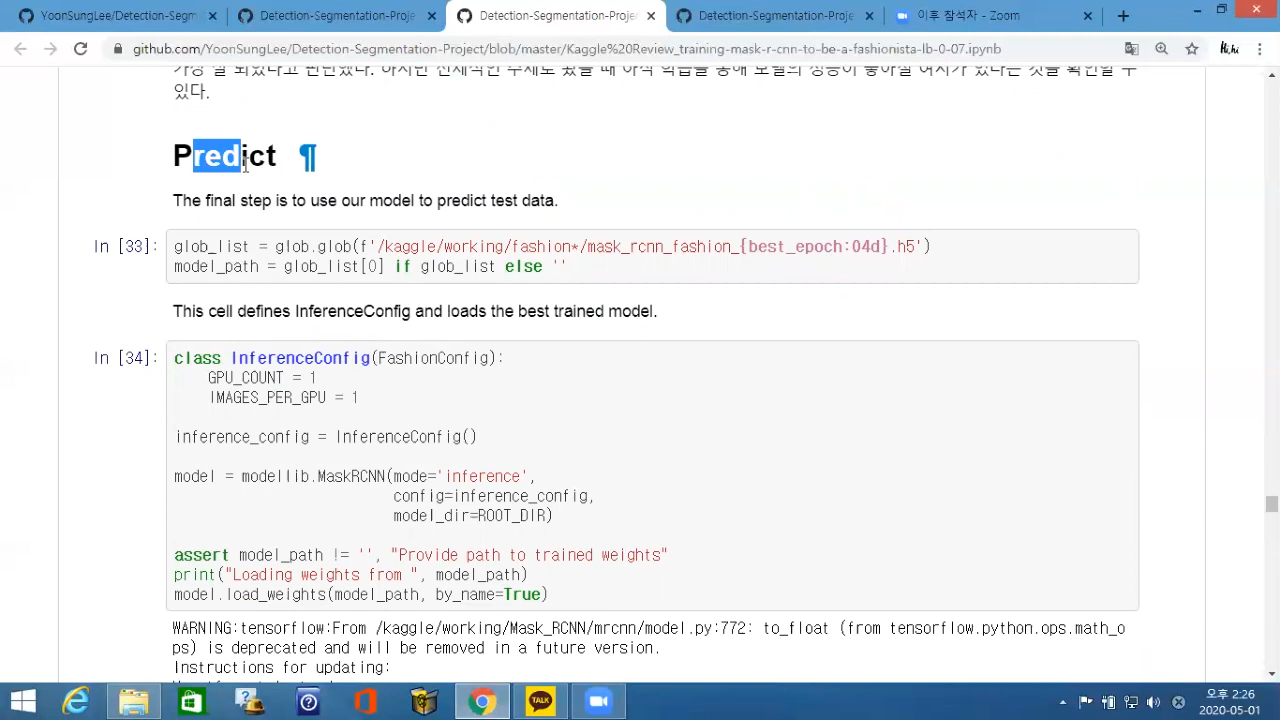 YoonSungLee/Detection-Segm
Detection-Segmentation-Proje
Detection-Segmentation-Proje
Detection-Segmentation-Proje
이후 참석자 - Zoom
github.com/YoonSungLee/Detection-Segmentation-Project/blob/master/Kaggle%20Review_training-mask-r-cnn-to-be-a-fashionista-lb-0-07.ipynb
있다.
Predict ¶
The final step is to use our model to predict test data.
In [33]:
glob_list = glob.glob(f'/kaggle/working/fashion*/mask_rcnn_fashion_{best_epoch:04d}.h5')
model_path = glob_list[0] if glob_list else ''
This cell defines InferenceConfig and loads the best trained model.
In [34]:
class InferenceConfig(FashionConfig):
GPU_COUNT = 1
IMAGES_PER_GPU = 1
inference_config = InferenceConfig()
model = modellib.MaskRCNN(mode='inference',
config=inference_config,
model_dir=ROOT_DIR)
assert model_path != '', "Provide path to trained weights"
print("Loading weights from ", model_path)
model.load_weights(model_path, by_name=True)
WARNING:tensorflow:From /kaggle/working/Mask_RCNN/mrcnn/model.py:772: to_float (from tensorflow.python.ops.math_o
ps) is deprecated and will be removed in a future version.
Instructions for updating:
TALK
오후 2:26
2020-05-01